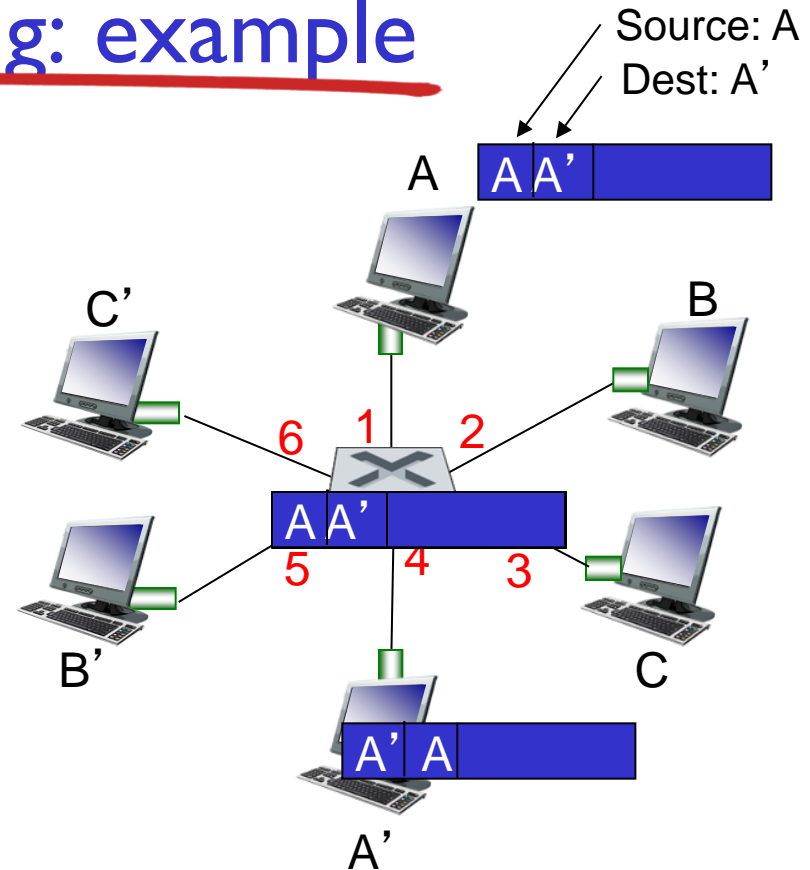 g: example
Source: A
Dest: A’
A
A A’
C’
B
6
1
2
A A’
5
4
3
B’
C
A’ A
A’